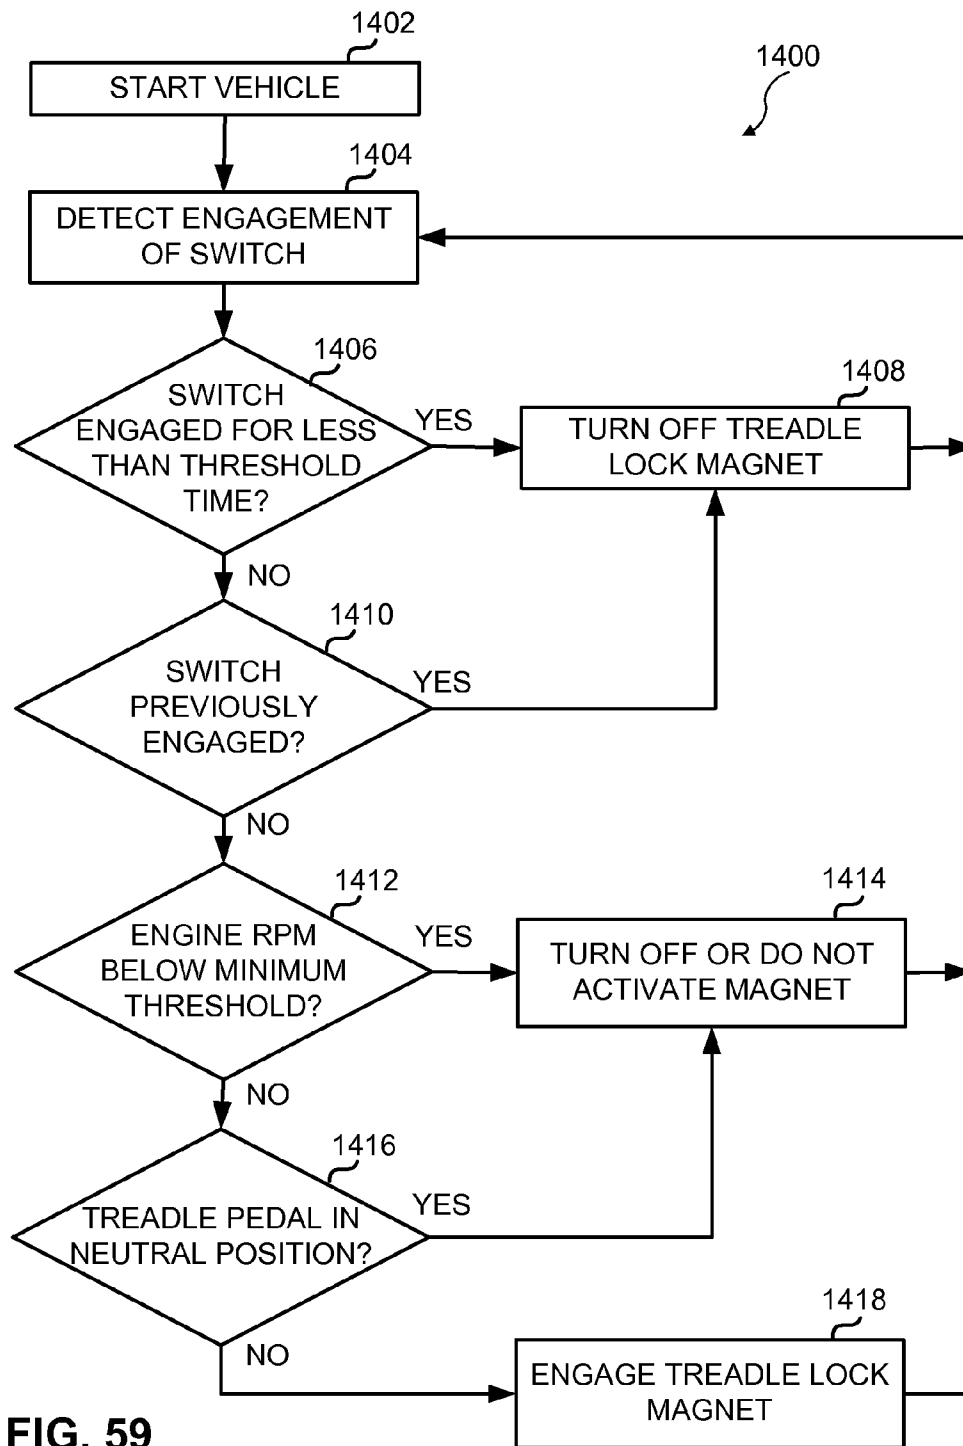 1402
START VEHICLE
1400
1404
DETECT ENGAGEMENT
OF SWITCH
1406
SWITCH
ENGAGED FOR LESS
THAN THRESHOLD
TIME?
YES
1408
TURN OFF TREADLE
LOCK MAGNET
NO
1410
SWITCH
PREVIOUSLY
ENGAGED?
YES
NO
1412
ENGINE RPM
BELOW MINIMUM
THRESHOLD?
YES
1414
TURN OFF OR DO NOT
ACTIVATE MAGNET
NO
1416
TREADLE PEDAL IN
NEUTRAL POSITION?
YES
NO
1418
ENGAGE TREADLE LOCK
MAGNET
FIG. 59